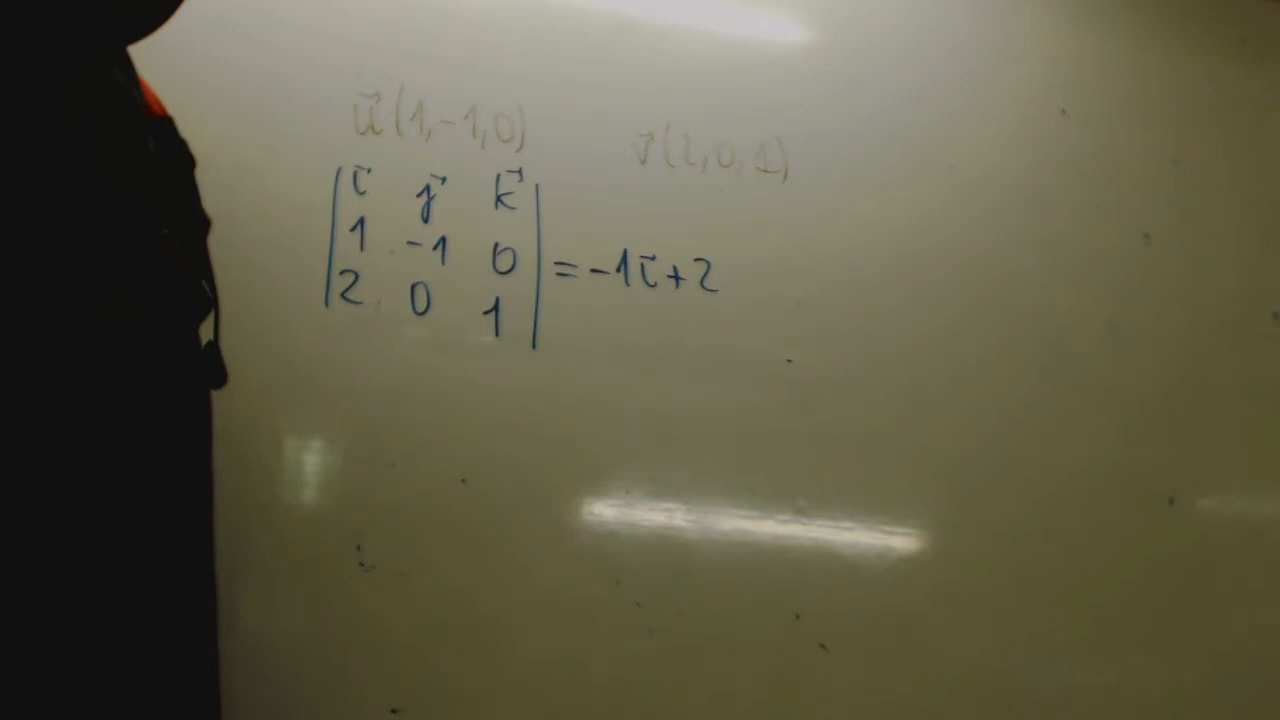 u⃗(1,-1,0) v⃗(2,0,1)
i⃗ j⃗ k⃗
1 -1 0
2 0 1
= -1i⃗+2